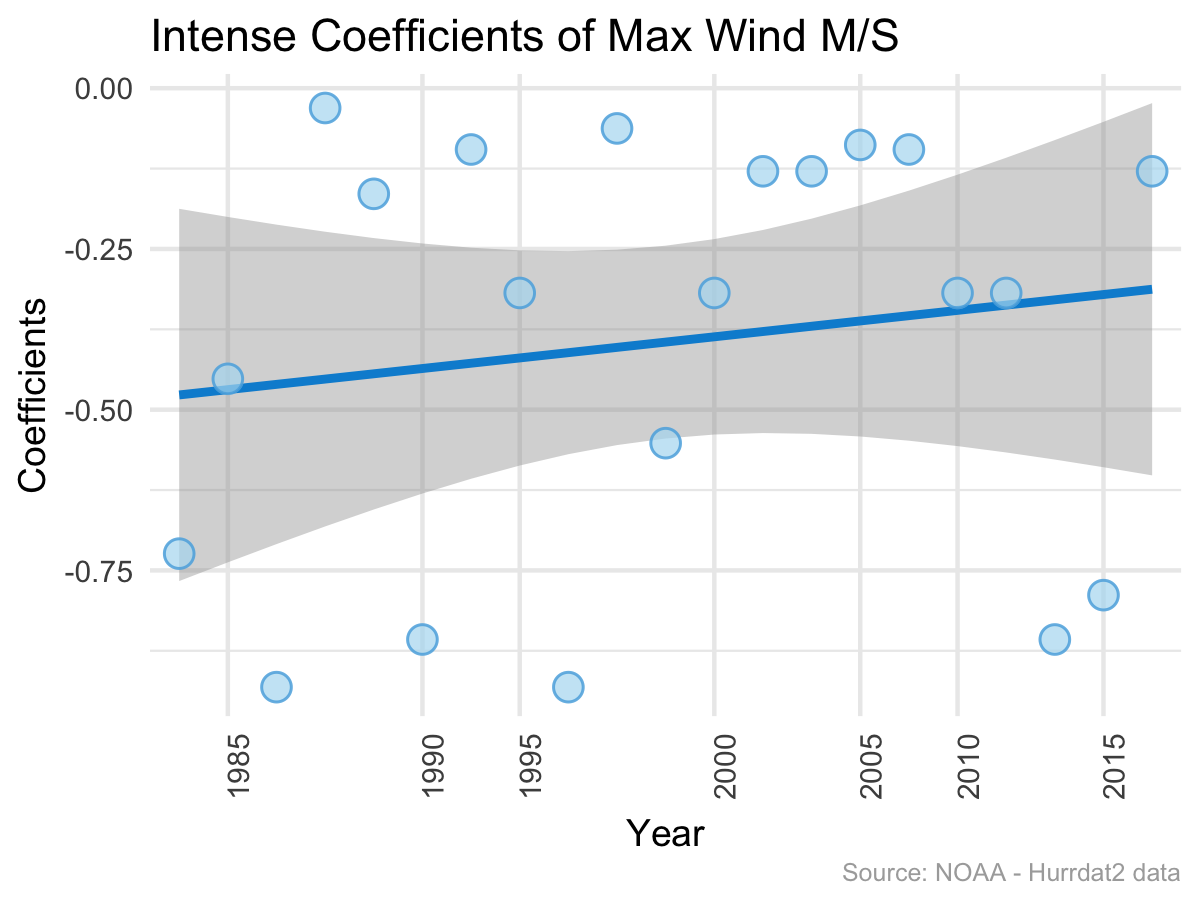 Intense Coefficients of Max Wind M/S
0.00
-0.25
-0.50
-0.75
Coefficients
1985
1990
1995
2000
2005
2010
2015
Year
Source: NOAA - Hurrdat2 data